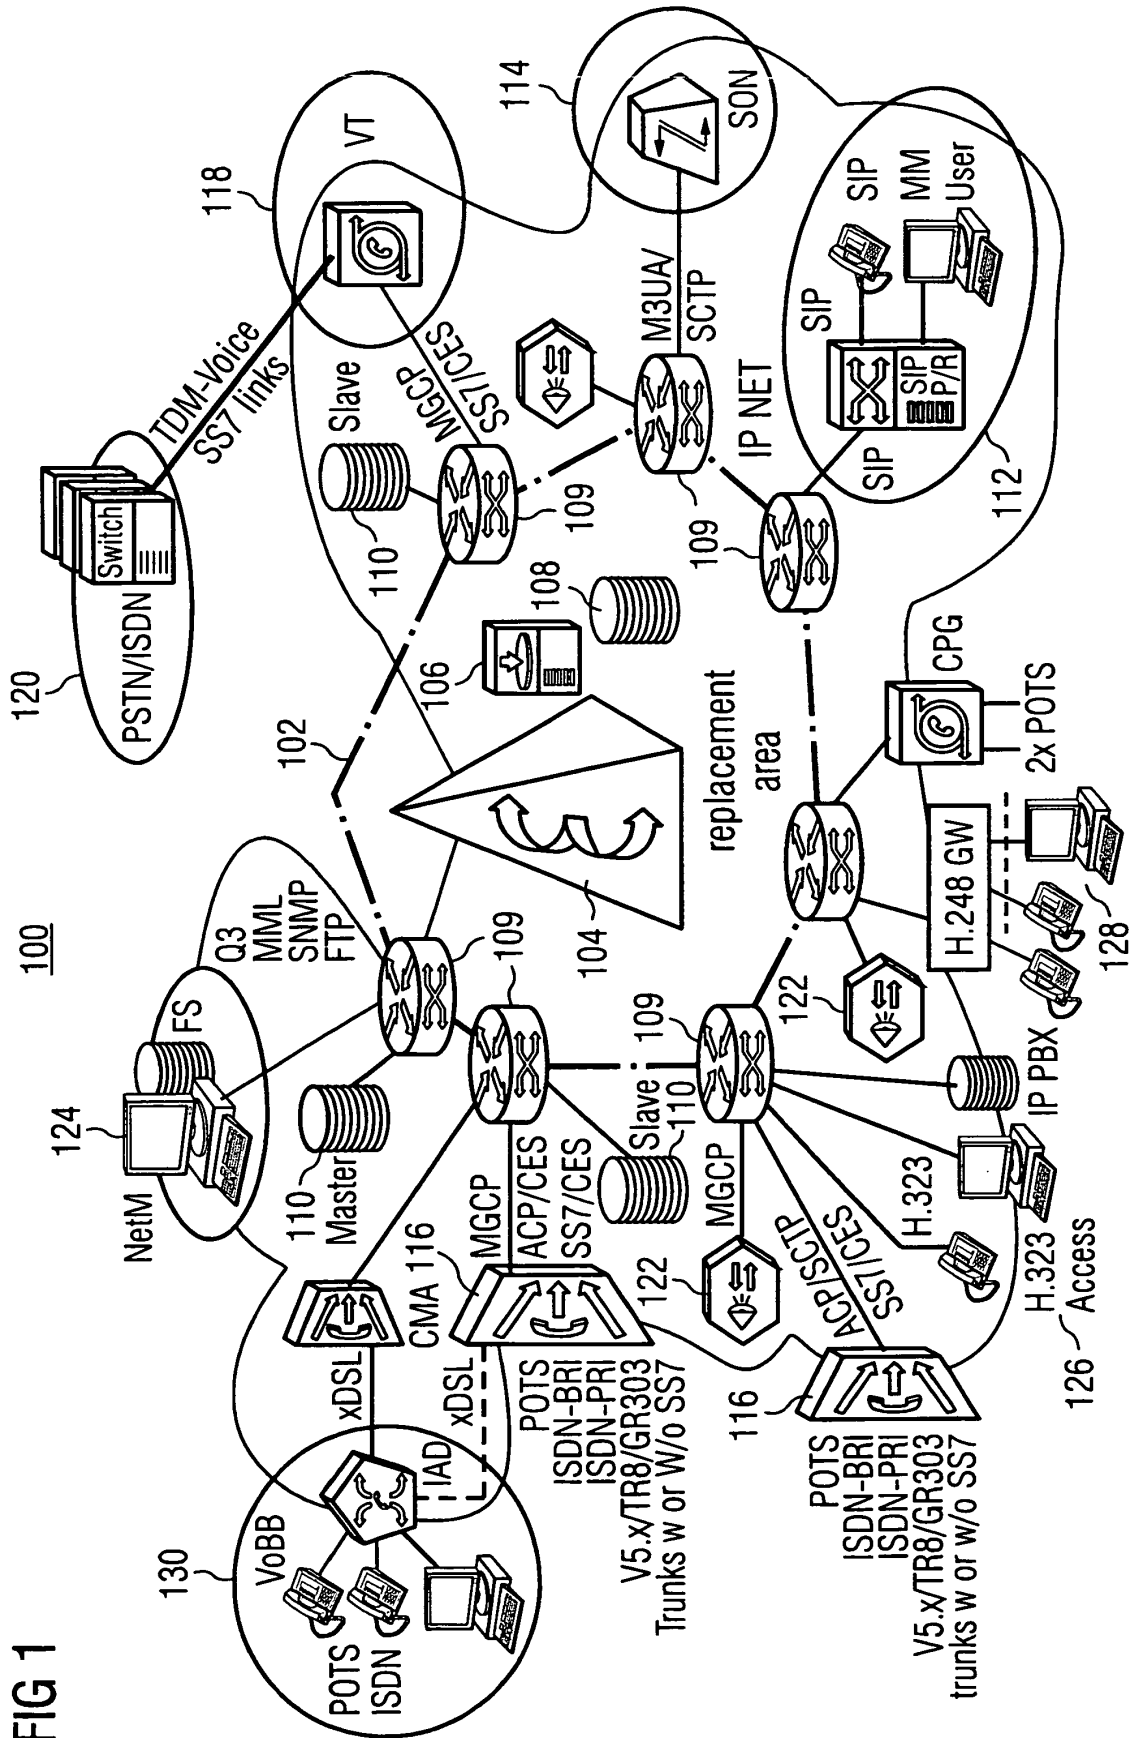 FIG 1
100
130
VoBB
POTS
ISDN
IAD
xDSL
xDSL
124
NetM
FS
Q3
MML
SNMP
FTP
110
Master
CMA
116
MGCP
ACP/CES
SS7/CES
POTS
ISDN-BRI
ISDN-PRI
V5.x/TR8/GR303
Trunks w or W/o SS7
109
109
102
104
120
PSTN/ISDN
Switch
TDM-Voice
SS7 links
118
VT
MGCP
SS7/CES
Slave
110
109
106
108
114
SON
M3UA/
SCTP
109
IP NET
109
replacement
area
SIP
SIP
SIP
P/R
SIP
MM
User
112
Slave
110
109
MGCP
122
122
ACP/SCTP
SS7/CES
116
POTS
ISDN-BRI
ISDN-PRI
V5.x/TR8/GR303
trunks w or w/o SS7
H.323
H.323
Access
126
IP PBX
H.248 GW
128
CPG
2x POTS